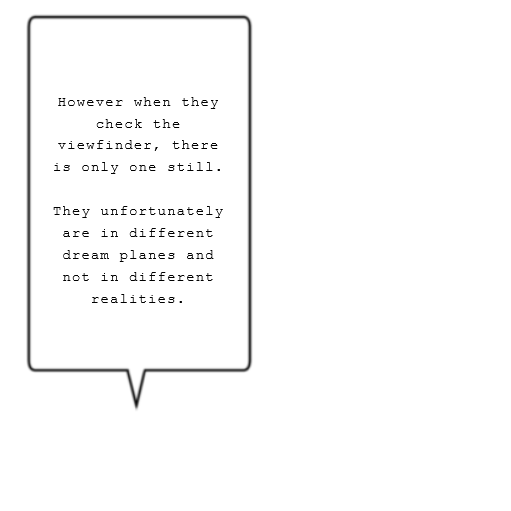 However when they
check the
viewfinder, there
is only one still.
They unfortunately
are in different
dream planes and
not in different
realities.